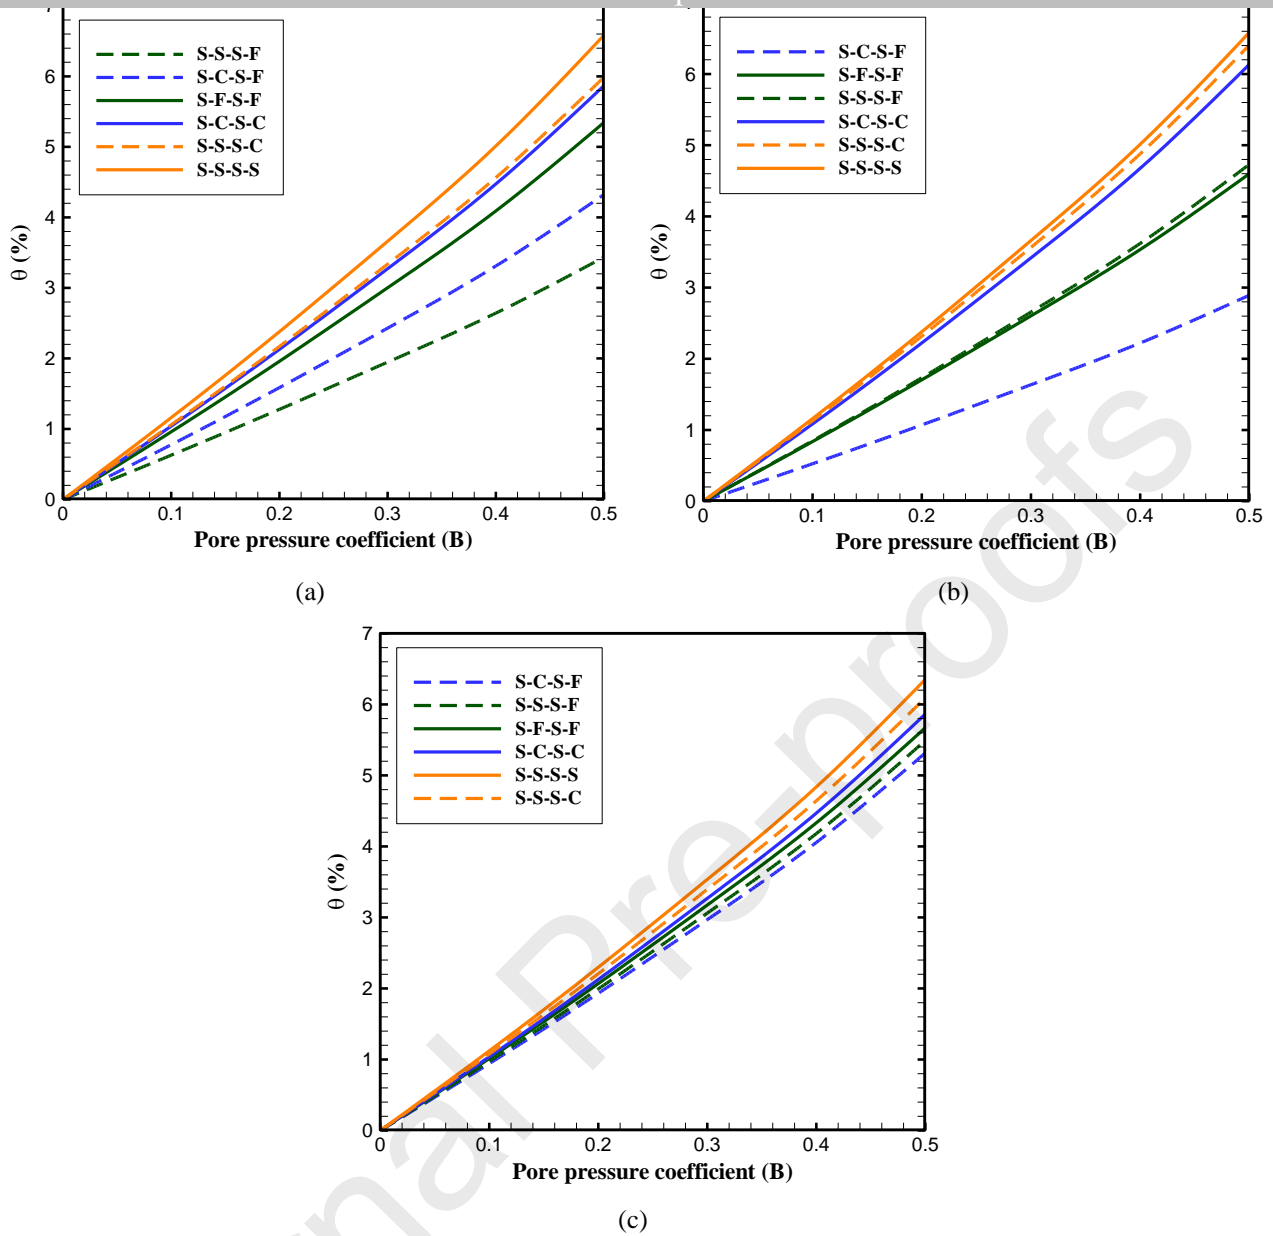 7
6
5
4
3
2
1
0
θ (%)
S-S-S-F
S-C-S-F
S-F-S-F
S-C-S-C
S-S-S-C
S-S-S-S
0 0.1 0.2 0.3 0.4 0.5
Pore pressure coefficient (B)
(a)
7
6
5
4
3
2
1
0
θ (%)
S-C-S-F
S-F-S-F
S-S-S-F
S-C-S-C
S-S-S-C
S-S-S-S
0 0.1 0.2 0.3 0.4 0.5
Pore pressure coefficient (B)
(b)
7
6
5
4
3
2
1
0
θ (%)
S-C-S-F
S-S-S-F
S-F-S-F
S-C-S-C
S-S-S-S
S-S-S-C
0 0.1 0.2 0.3 0.4 0.5
Pore pressure coefficient (B)
(c)
rnal Pre-proofs